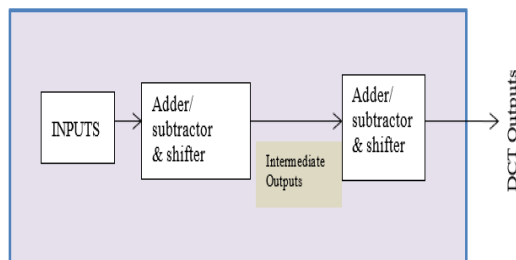 INPUTS
Adder/
subtractor
& shifter
Intermediate
Outputs
Adder/
subtractor
& shifter
DCT Outputs